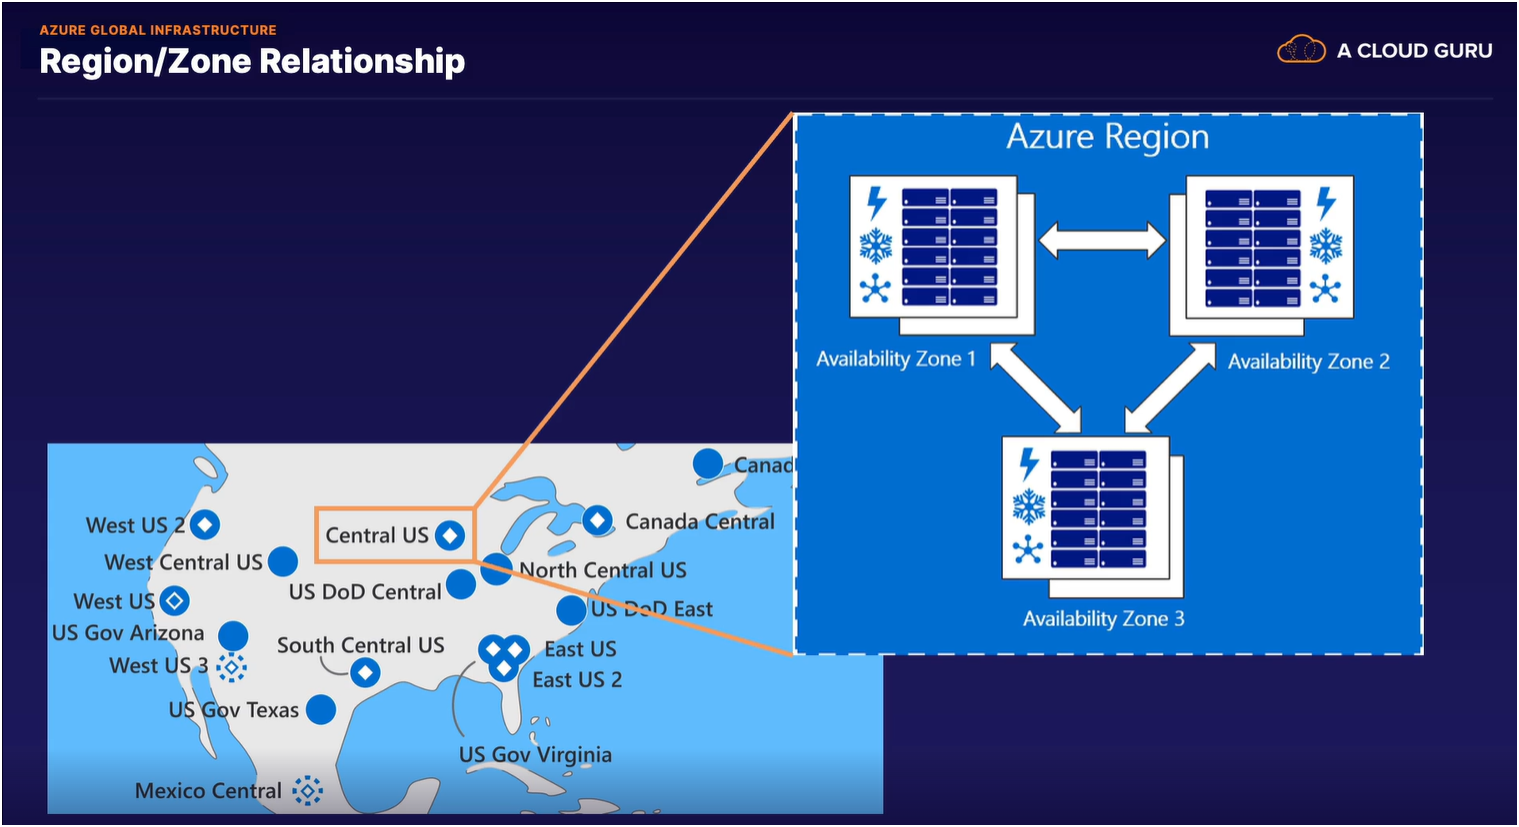 AZURE GLOBAL INFRASTRUCTURE
Region/Zone Relationship
A CLOUD GURU
Azure Region
Availability Zone 1
Availability Zone 2
Availability Zone 3
Canad
West US 2
Central US
Canada Central
West Central US
North Central US
US DoD Central
West US
US DoD East
US Gov Arizona
South Central US
East US
West US 3
East US 2
US Gov Texas
US Gov Virginia
Mexico Central